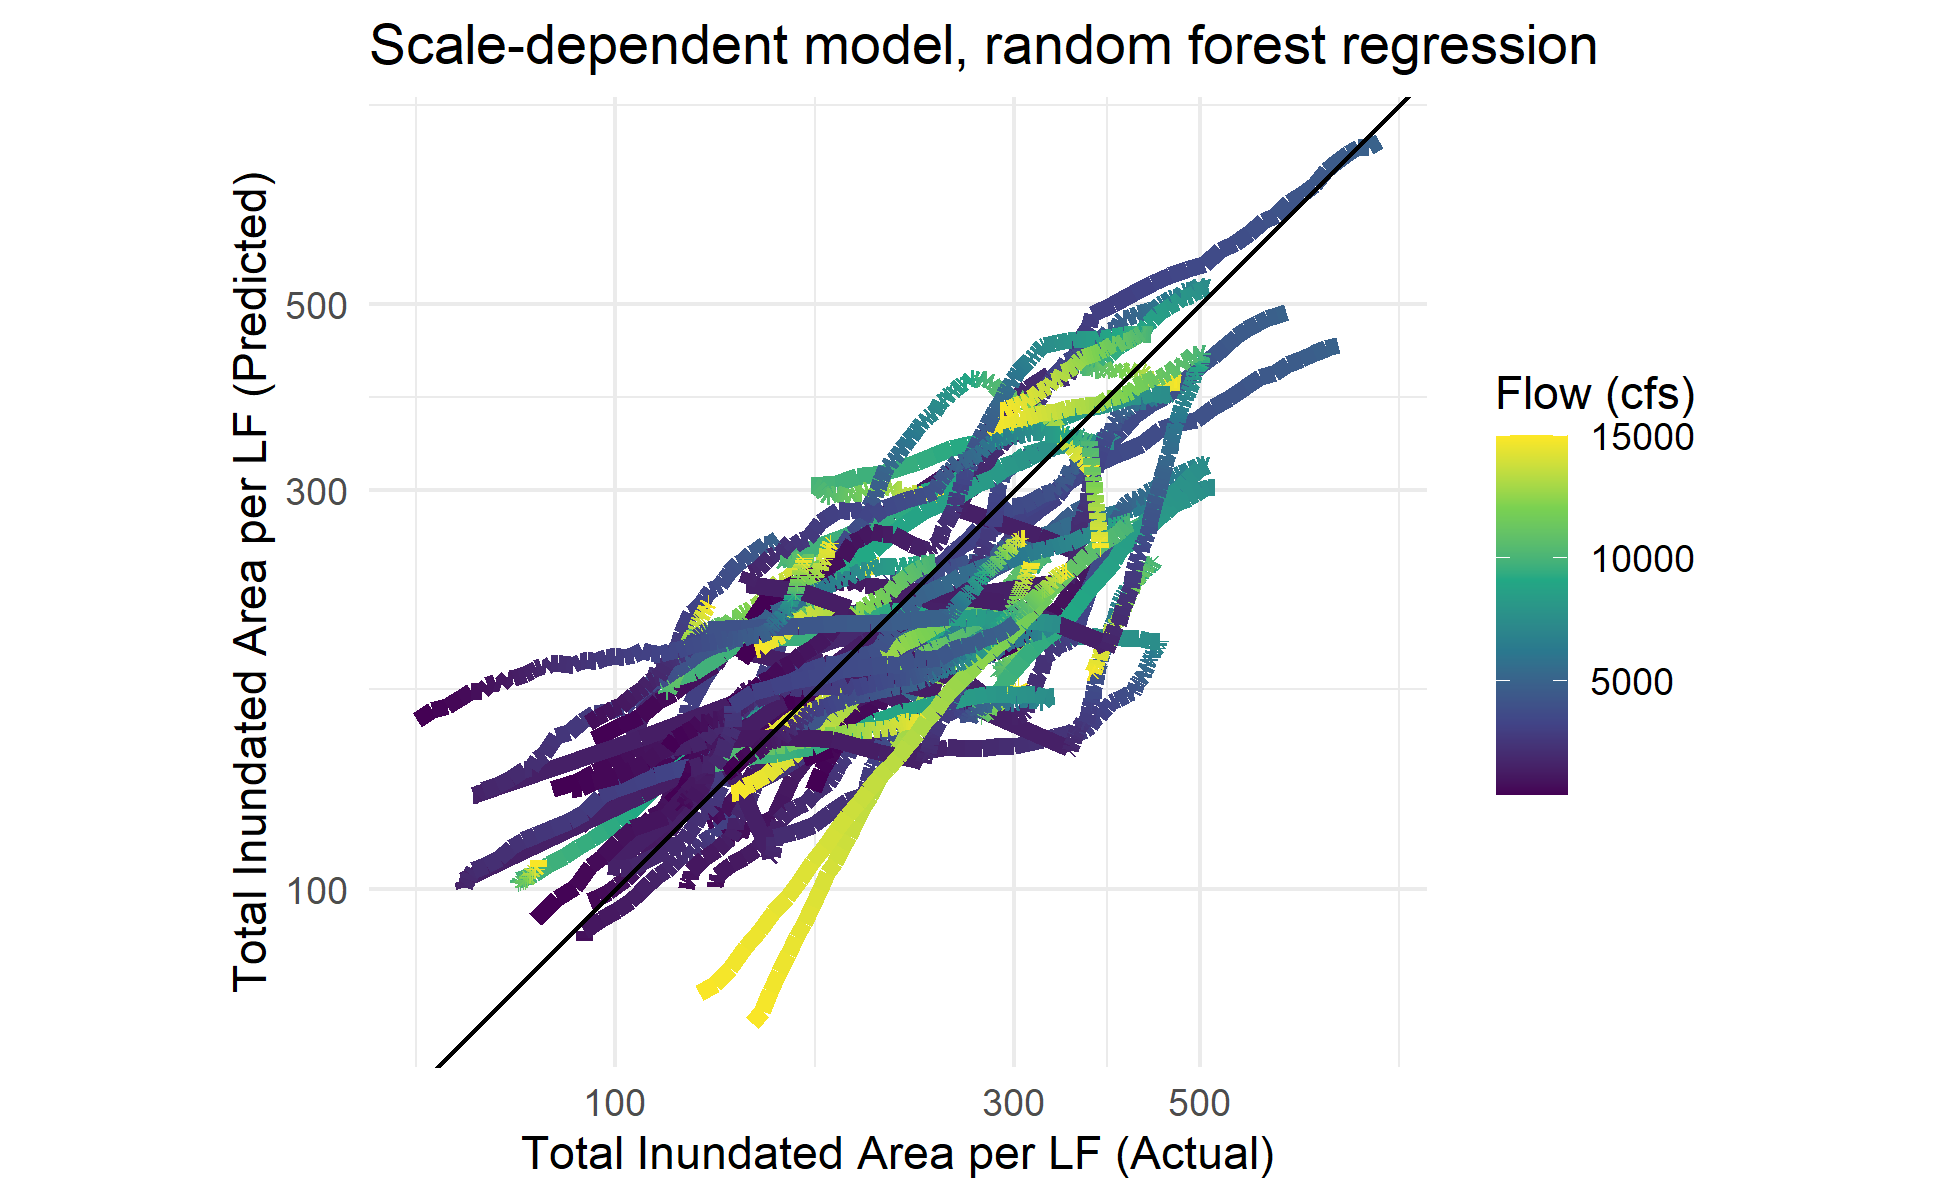 Scale-dependent model, random forest regression
Total Inundated Area per LF (Predicted)
500
300
100
100
300
500
Total Inundated Area per LF (Actual)
Flow (cfs)
15000
10000
5000